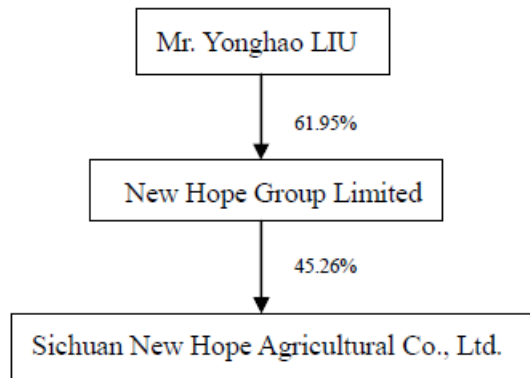 Mr. Yonghao LIU
61.95%
New Hope Group Limited
45.26%
Sichuan New Hope Agricultural Co., Ltd.